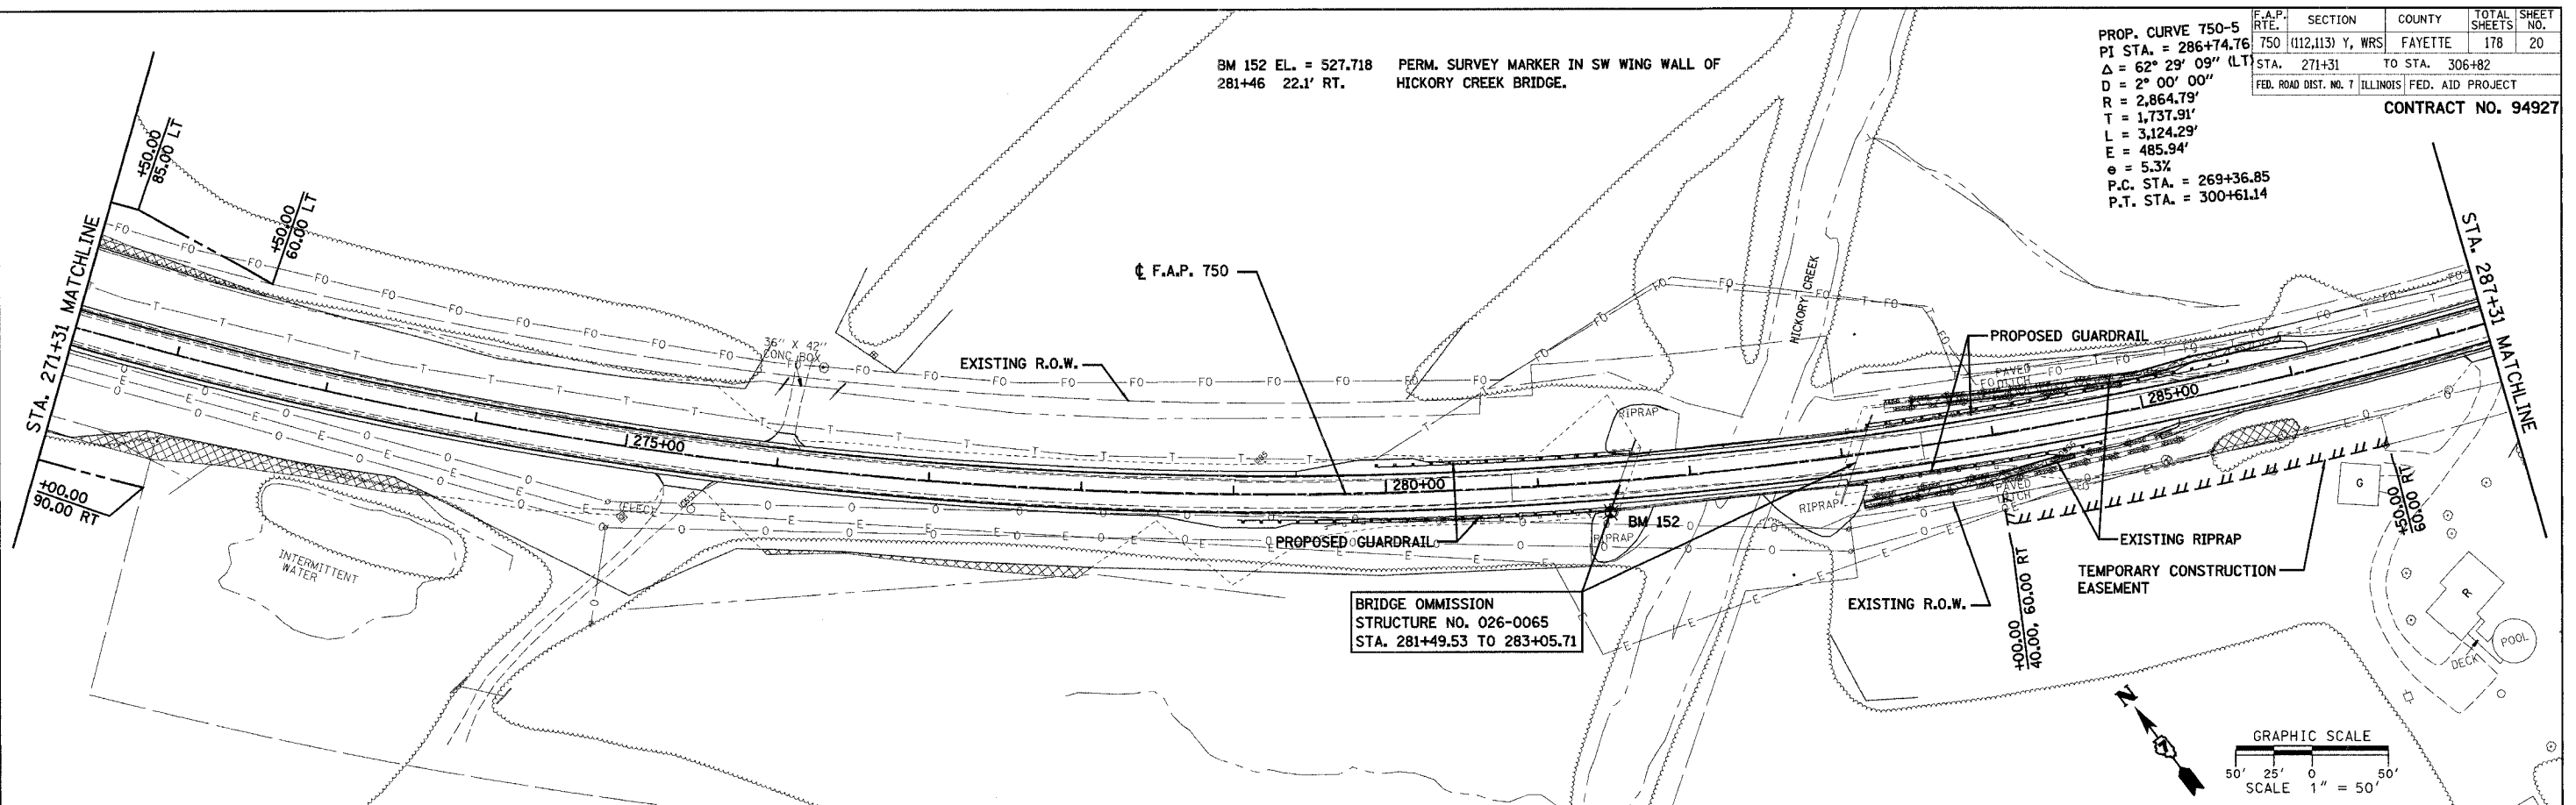 F.A.P. RTE. SECTION COUNTY TOTAL SHEETS SHEET NO.
750 (112,113) Y, WRS FAYETTE 178 20
STA. 271+31 TO STA. 306+82
FED. ROAD DIST. NO. 7 ILLINOIS FED. AID PROJECT
CONTRACT NO. 94927
PROP. CURVE 750-5
PI STA. = 286+74.76
Δ = 62° 29' 09" (LT)
D = 2° 00' 00"
R = 2,864.79'
T = 1,737.91'
L = 3,124.29'
E = 485.94'
e = 5.3%
P.C. STA. = 269+36.85
P.T. STA. = 300+61.14
BM 152 EL. = 527.718 PERM. SURVEY MARKER IN SW WING WALL OF
281+46 22.1' RT. HICKORY CREEK BRIDGE.
STA. 271+31 MATCHLINE
+50.00
85.00 LT
+50.00
60.00 LT
+00.00
90.00 RT
36" X 42"
CONC BOX
℄ F.A.P. 750
EXISTING R.O.W.
HICKORY CREEK
PROPOSED GUARDRAIL
PAVED
DITCH
285+00
STA. 287+31 MATCHLINE
275+00
280+00
RIPRAP
RIPRAP
RIPRAP
BM 152
PAVED
DITCH
G
+50.00
60.00 RT
PROPOSED GUARDRAIL
EXISTING RIPRAP
TEMPORARY CONSTRUCTION
EASEMENT
INTERMITTENT
WATER
BRIDGE OMMISSION
STRUCTURE NO. 026-0065
STA. 281+49.53 TO 283+05.71
EXISTING R.O.W.
+00.00
40.00, 60.00 RT
R
DECK
POOL
N
GRAPHIC SCALE
50' 25' 0 50'
SCALE 1" = 50'